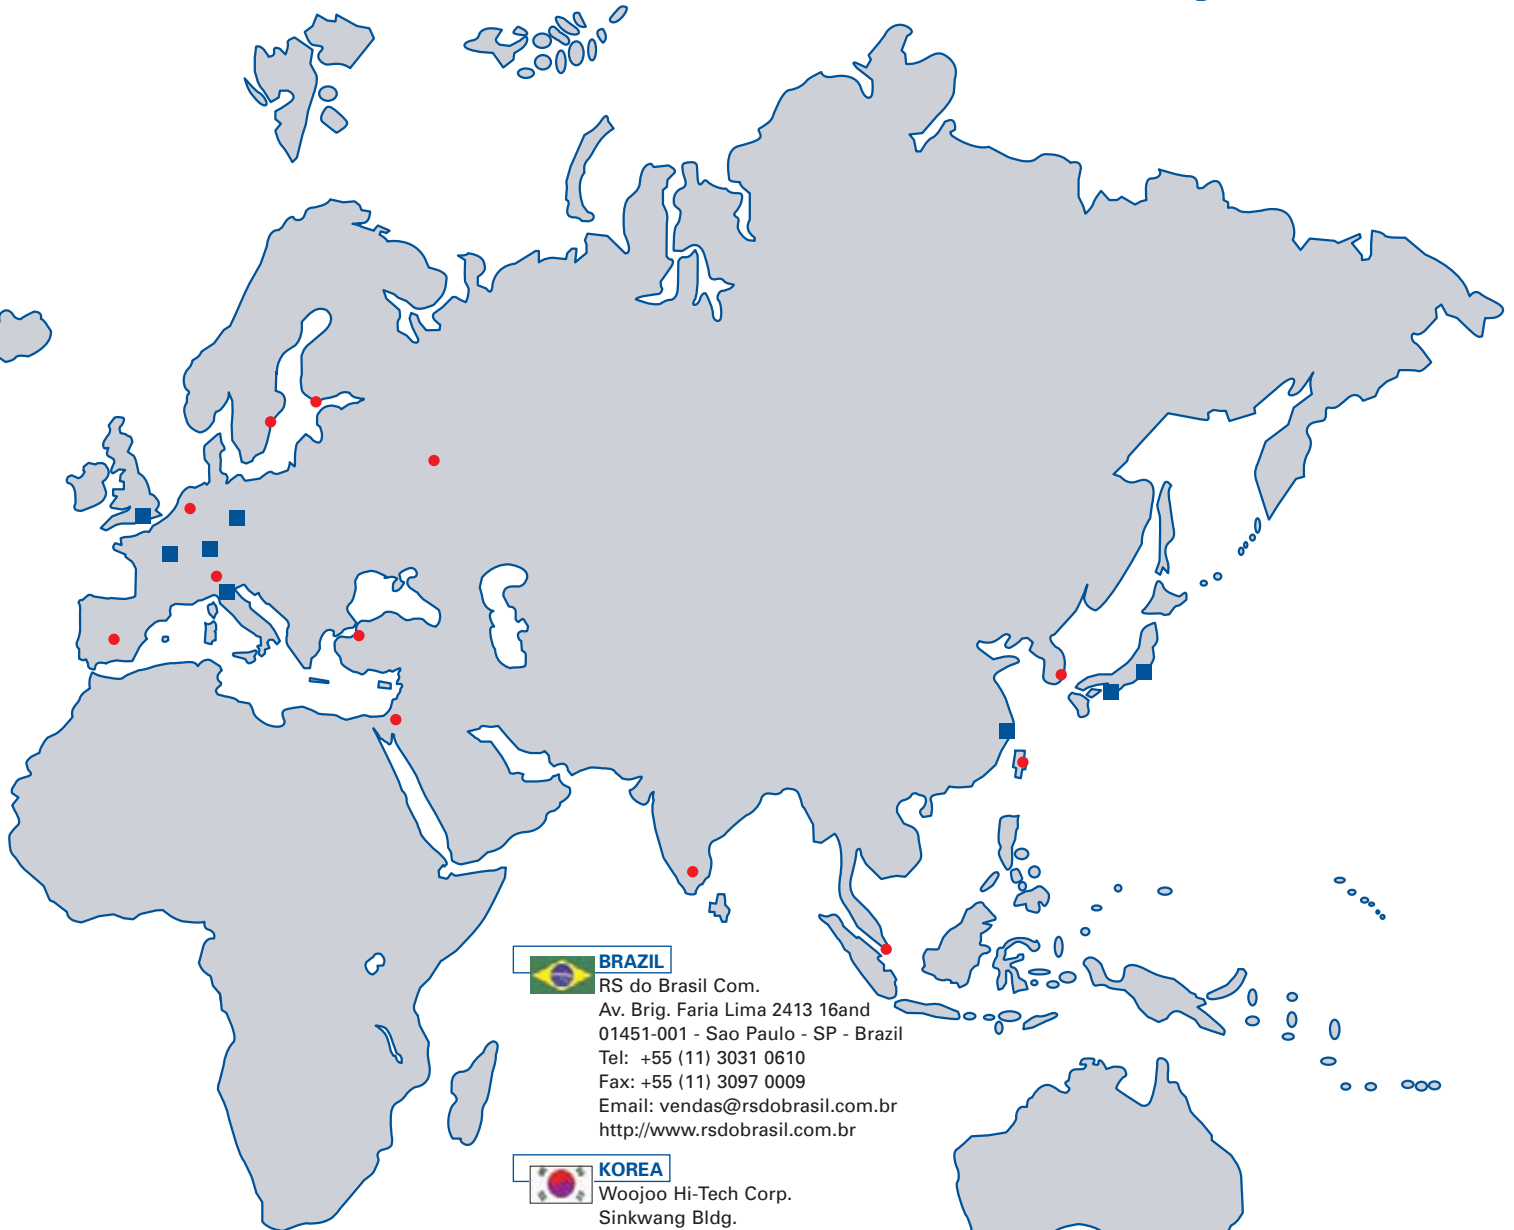 BRAZIL
RS do Brasil Com.
Av. Brig. Faria Lima 2413 16and
01451-001 - Sao Paulo - SP - Brazil
Tel: +55 (11) 3031 0610
Fax: +55 (11) 3097 0009
Email: vendas@rsdobrasil.com.br
http://www.rsdobrasil.com.br
KOREA
Woojoo Hi-Tech Corp.
Sinkwang Bldg.